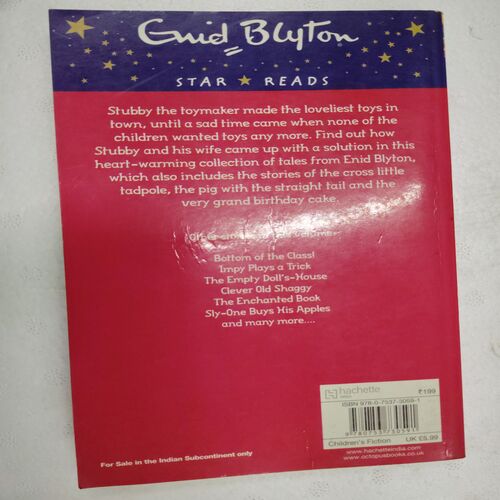 Enid Blyton
STAR ★ READS
Stubby the toymaker made the loveliest toys in
town, until a sad time came when none of the
children wanted toys any more. Find out how
Stubby and his wife came up with a solution in this
heart-warming collection of tales from Enid Blyton,
which also includes the stories of the cross little
tadpole, the pig with the straight tail and the
very grand birthday cake.
Bottom of the Class!
Impy Plays a Trick
The Empty Doll's-House
Clever Old Shaggy
The Enchanted Book
Sly-One Buys His Apples
and many more....
hachette
₹199
ISBN 978-0-7537-3059-1
9 780753 730591
Children's Fiction
UK £5.99
www.hachetteindia.com
www.octopusbooks.co.uk
For Sale in the Indian Subcontinent only